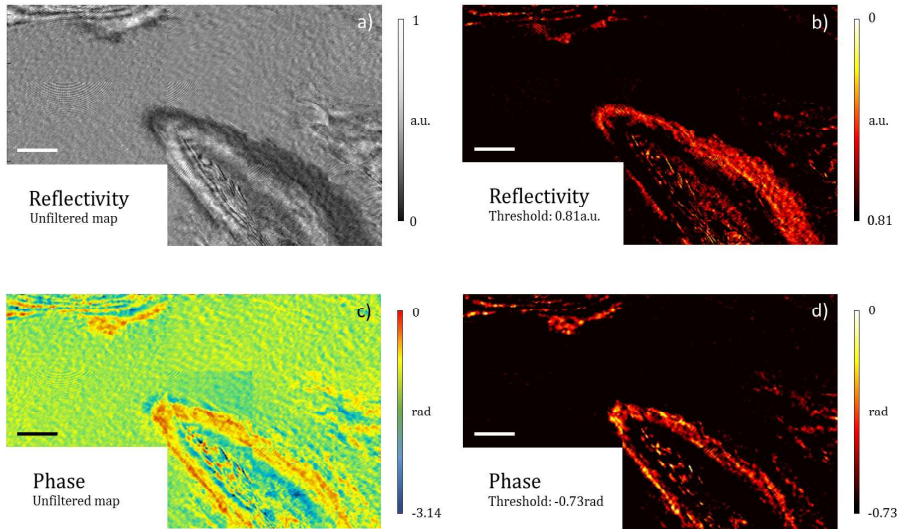 a)
1
a.u.
0
Reflectivity
Unfiltered map
b)
0
a.u.
0.81
Reflectivity
Threshold: 0.81a.u.
c)
0
rad
-3.14
Phase
Unfiltered map
d)
0
rad
-0.73
Phase
Threshold: -0.73rad